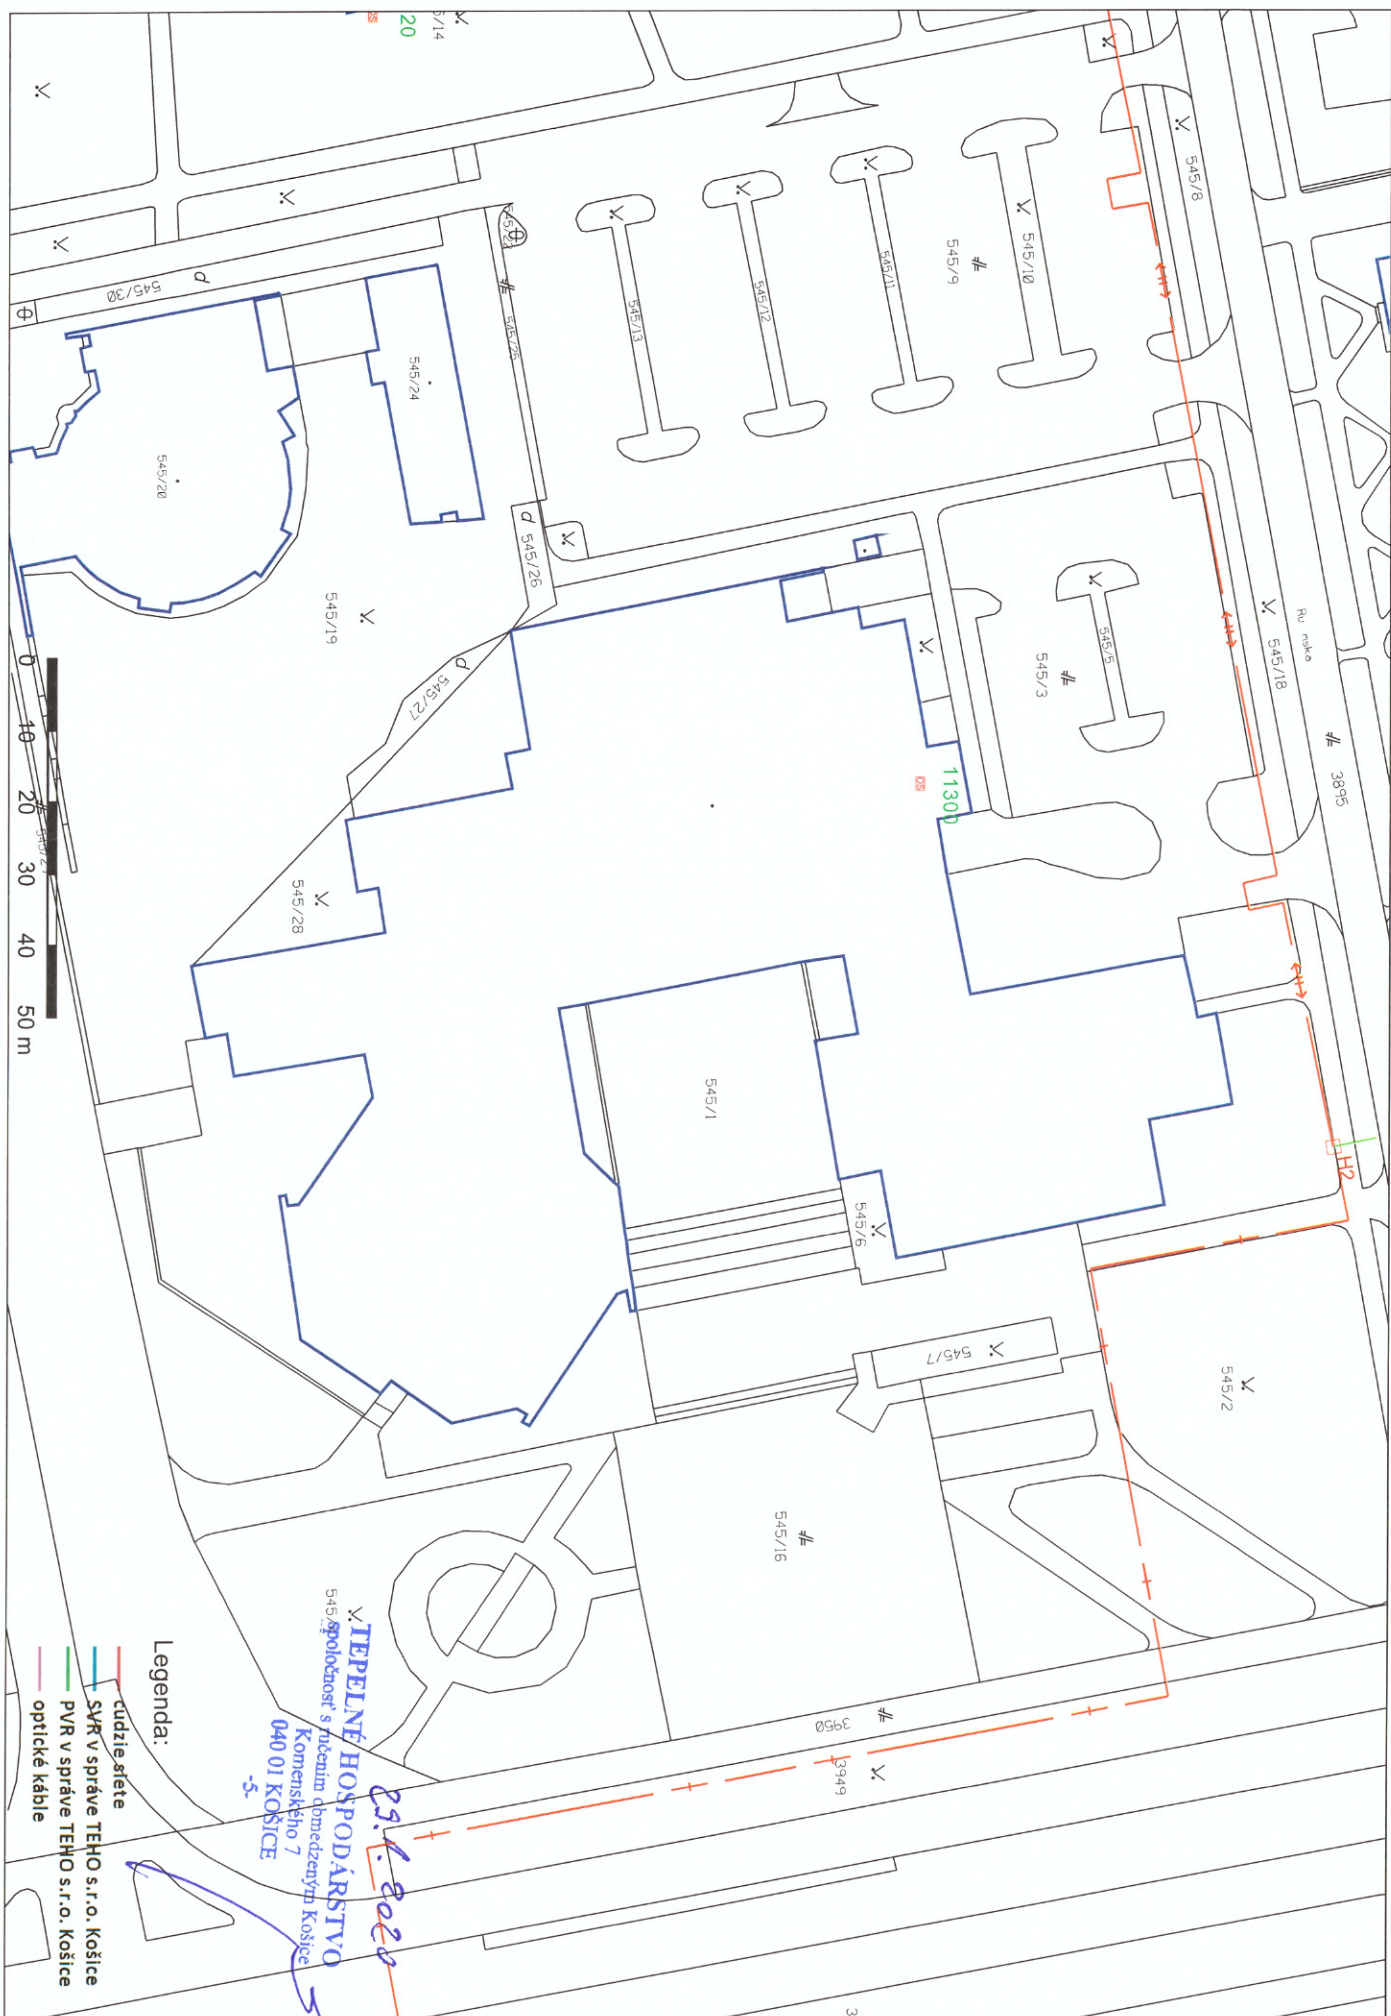 5/14
20
OS
545/8
545/10
545/9
545/11
545/12
545/13
545/25
545/30
545/24
545/20
545/26
545/19
545/27
545/28
545/18
545/5
545/3
3895
11300
OS
545/1
545/6
545/7
545/2
545/16
H2
3950
3949
0 10 20 30 40 50 m
Legenda:
cudzie siete
SVR v správe TEHO s.r.o. Košice
PVR v správe TEHO s.r.o. Košice
optické káble
TEPELNÉ HOSPODÁRSTVO
spoločnosť s ručením obmedzeným Košice
Komenského 7
040 01 KOŠICE
-5-